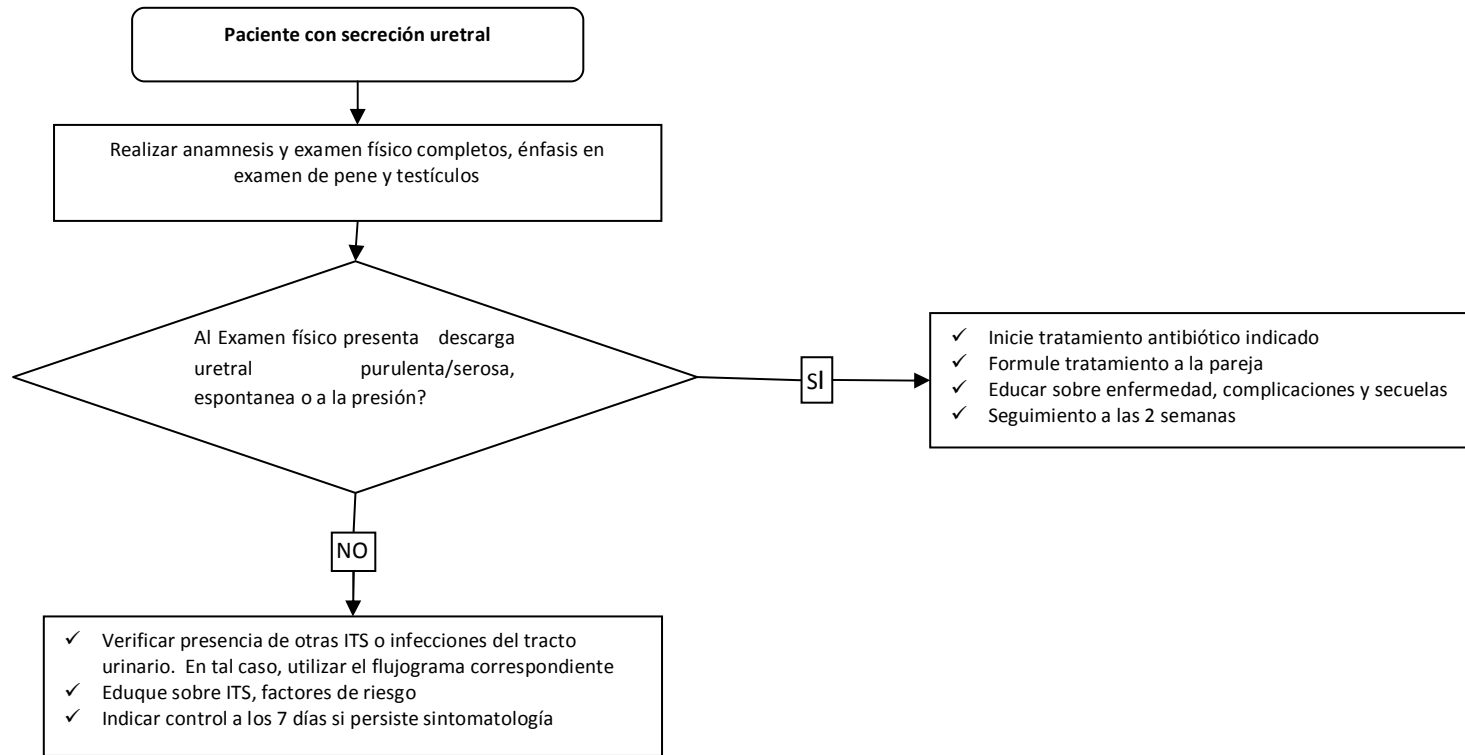 Paciente con secreción uretral
Realizar anamnesis y examen físico completos, énfasis en
examen de pene y testículos
Al Examen físico presenta descarga
uretral purulenta/serosa,
espontanea o a la presión?
SI
✓ Inicie tratamiento antibiótico indicado
✓ Formule tratamiento a la pareja
✓ Educar sobre enfermedad, complicaciones y secuelas
✓ Seguimiento a las 2 semanas
NO
✓ Verificar presencia de otras ITS o infecciones del tracto
urinario. En tal caso, utilizar el flujograma correspondiente
✓ Eduque sobre ITS, factores de riesgo
✓ Indicar control a los 7 días si persiste sintomatología